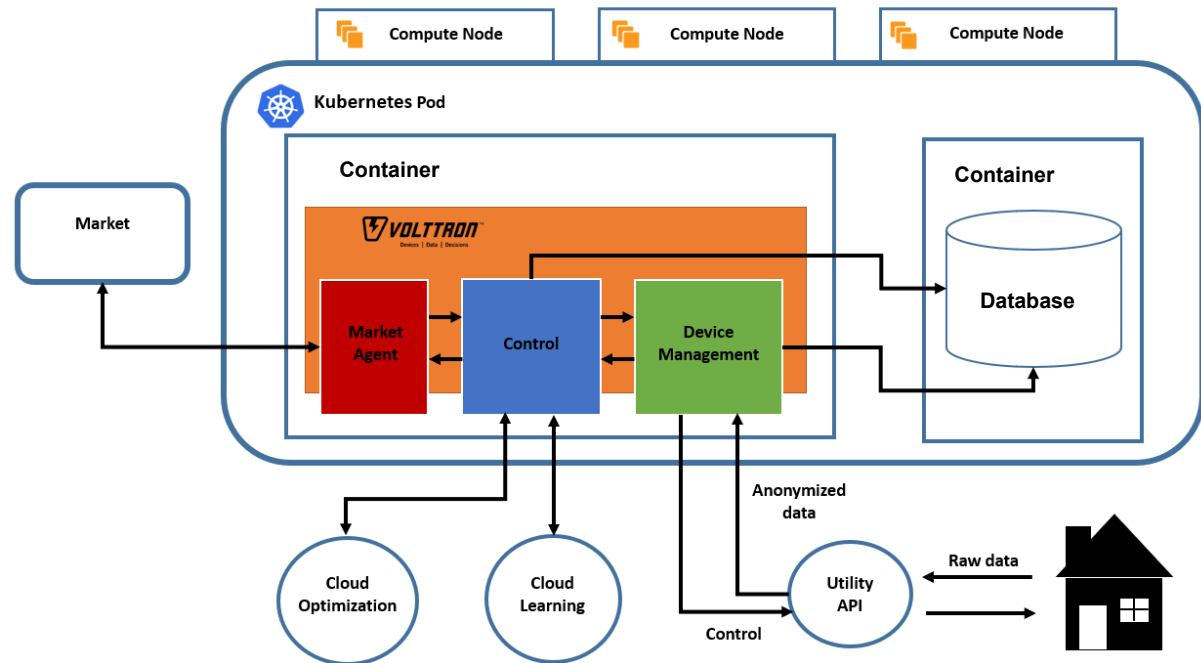 Compute Node
Compute Node
Compute Node
Kubernetes Pod
Container
Container
VOLTTRON™
Devices | Data | Decisions
Market
Database
Market
Agent
Control
Device
Management
Anonymized
data
Cloud
Optimization
Cloud
Learning
Utility
API
Raw data
Control